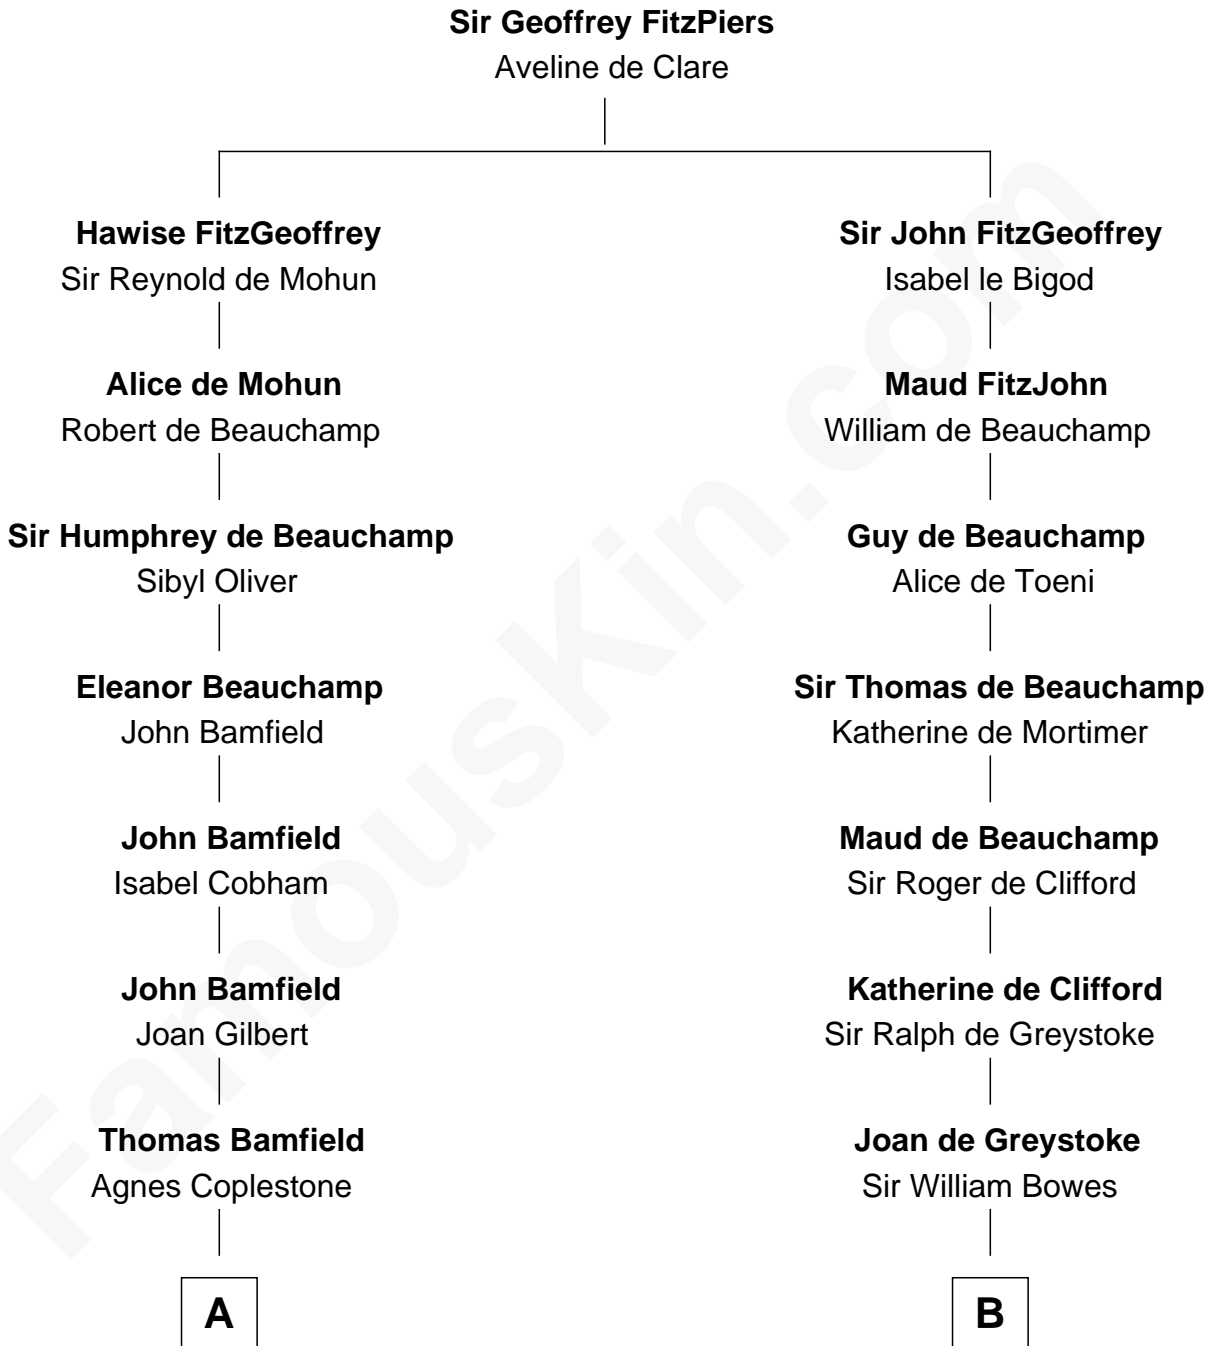 Sir Geoffrey FitzPiers
Aveline de Clare
Hawise FitzGeoffrey
Sir Reynold de Mohun
Alice de Mohun
Robert de Beauchamp
Sir Humphrey de Beauchamp
Sibyl Oliver
Eleanor Beauchamp
John Bamfield
John Bamfield
Isabel Cobham
John Bamfield
Joan Gilbert
Thomas Bamfield
Agnes Coplestone
A
Sir John FitzGeoffrey
Isabel le Bigod
Maud FitzJohn
William de Beauchamp
Guy de Beauchamp
Alice de Toeni
Sir Thomas de Beauchamp
Katherine de Mortimer
Maud de Beauchamp
Sir Roger de Clifford
Katherine de Clifford
Sir Ralph de Greystoke
Joan de Greystoke
Sir William Bowes
B
FamousKin.com